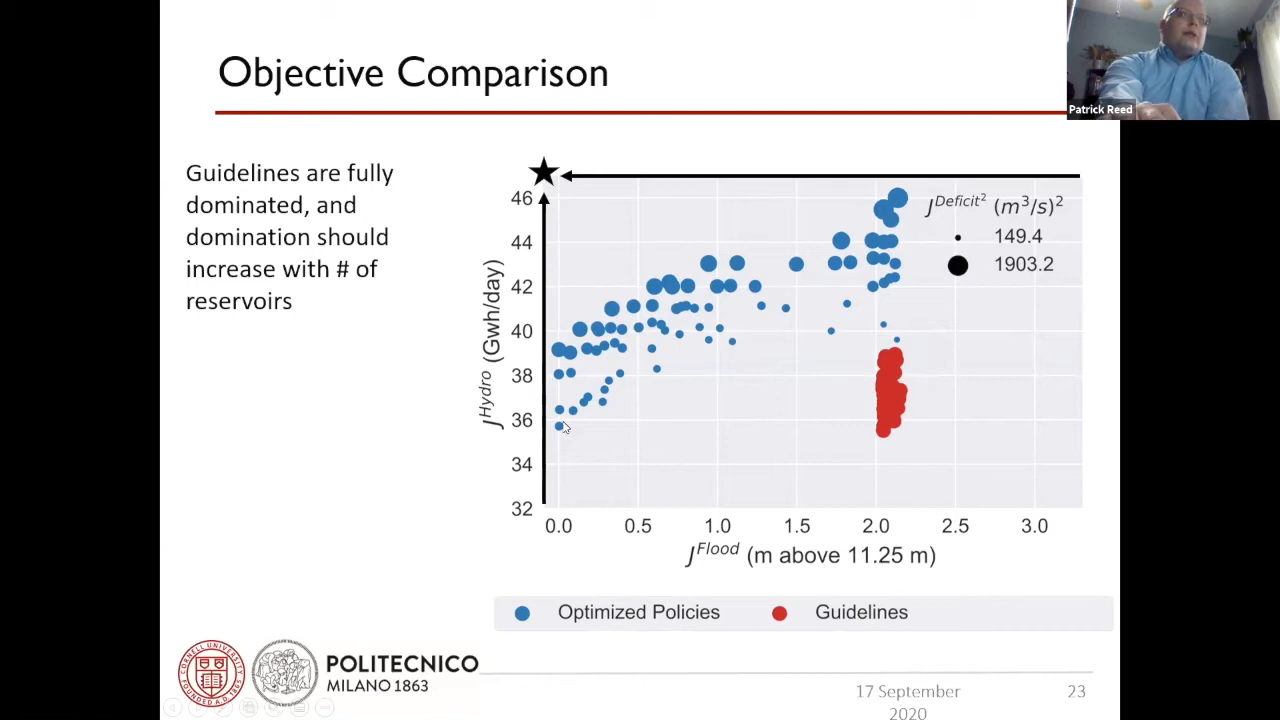 Objective Comparison
Patrick Reed
Guidelines are fully
dominated, and
domination should
increase with # of
reservoirs
46
44
42
40
38
36
34
32
J^Hydro (Gwh/day)
0.0 0.5 1.0 1.5 2.0 2.5 3.0
J^Flood (m above 11.25 m)
J^Deficit² (m³/s)²
149.4
1903.2
Optimized Policies Guidelines
POLITECNICO
MILANO 1863
17 September
2020
23